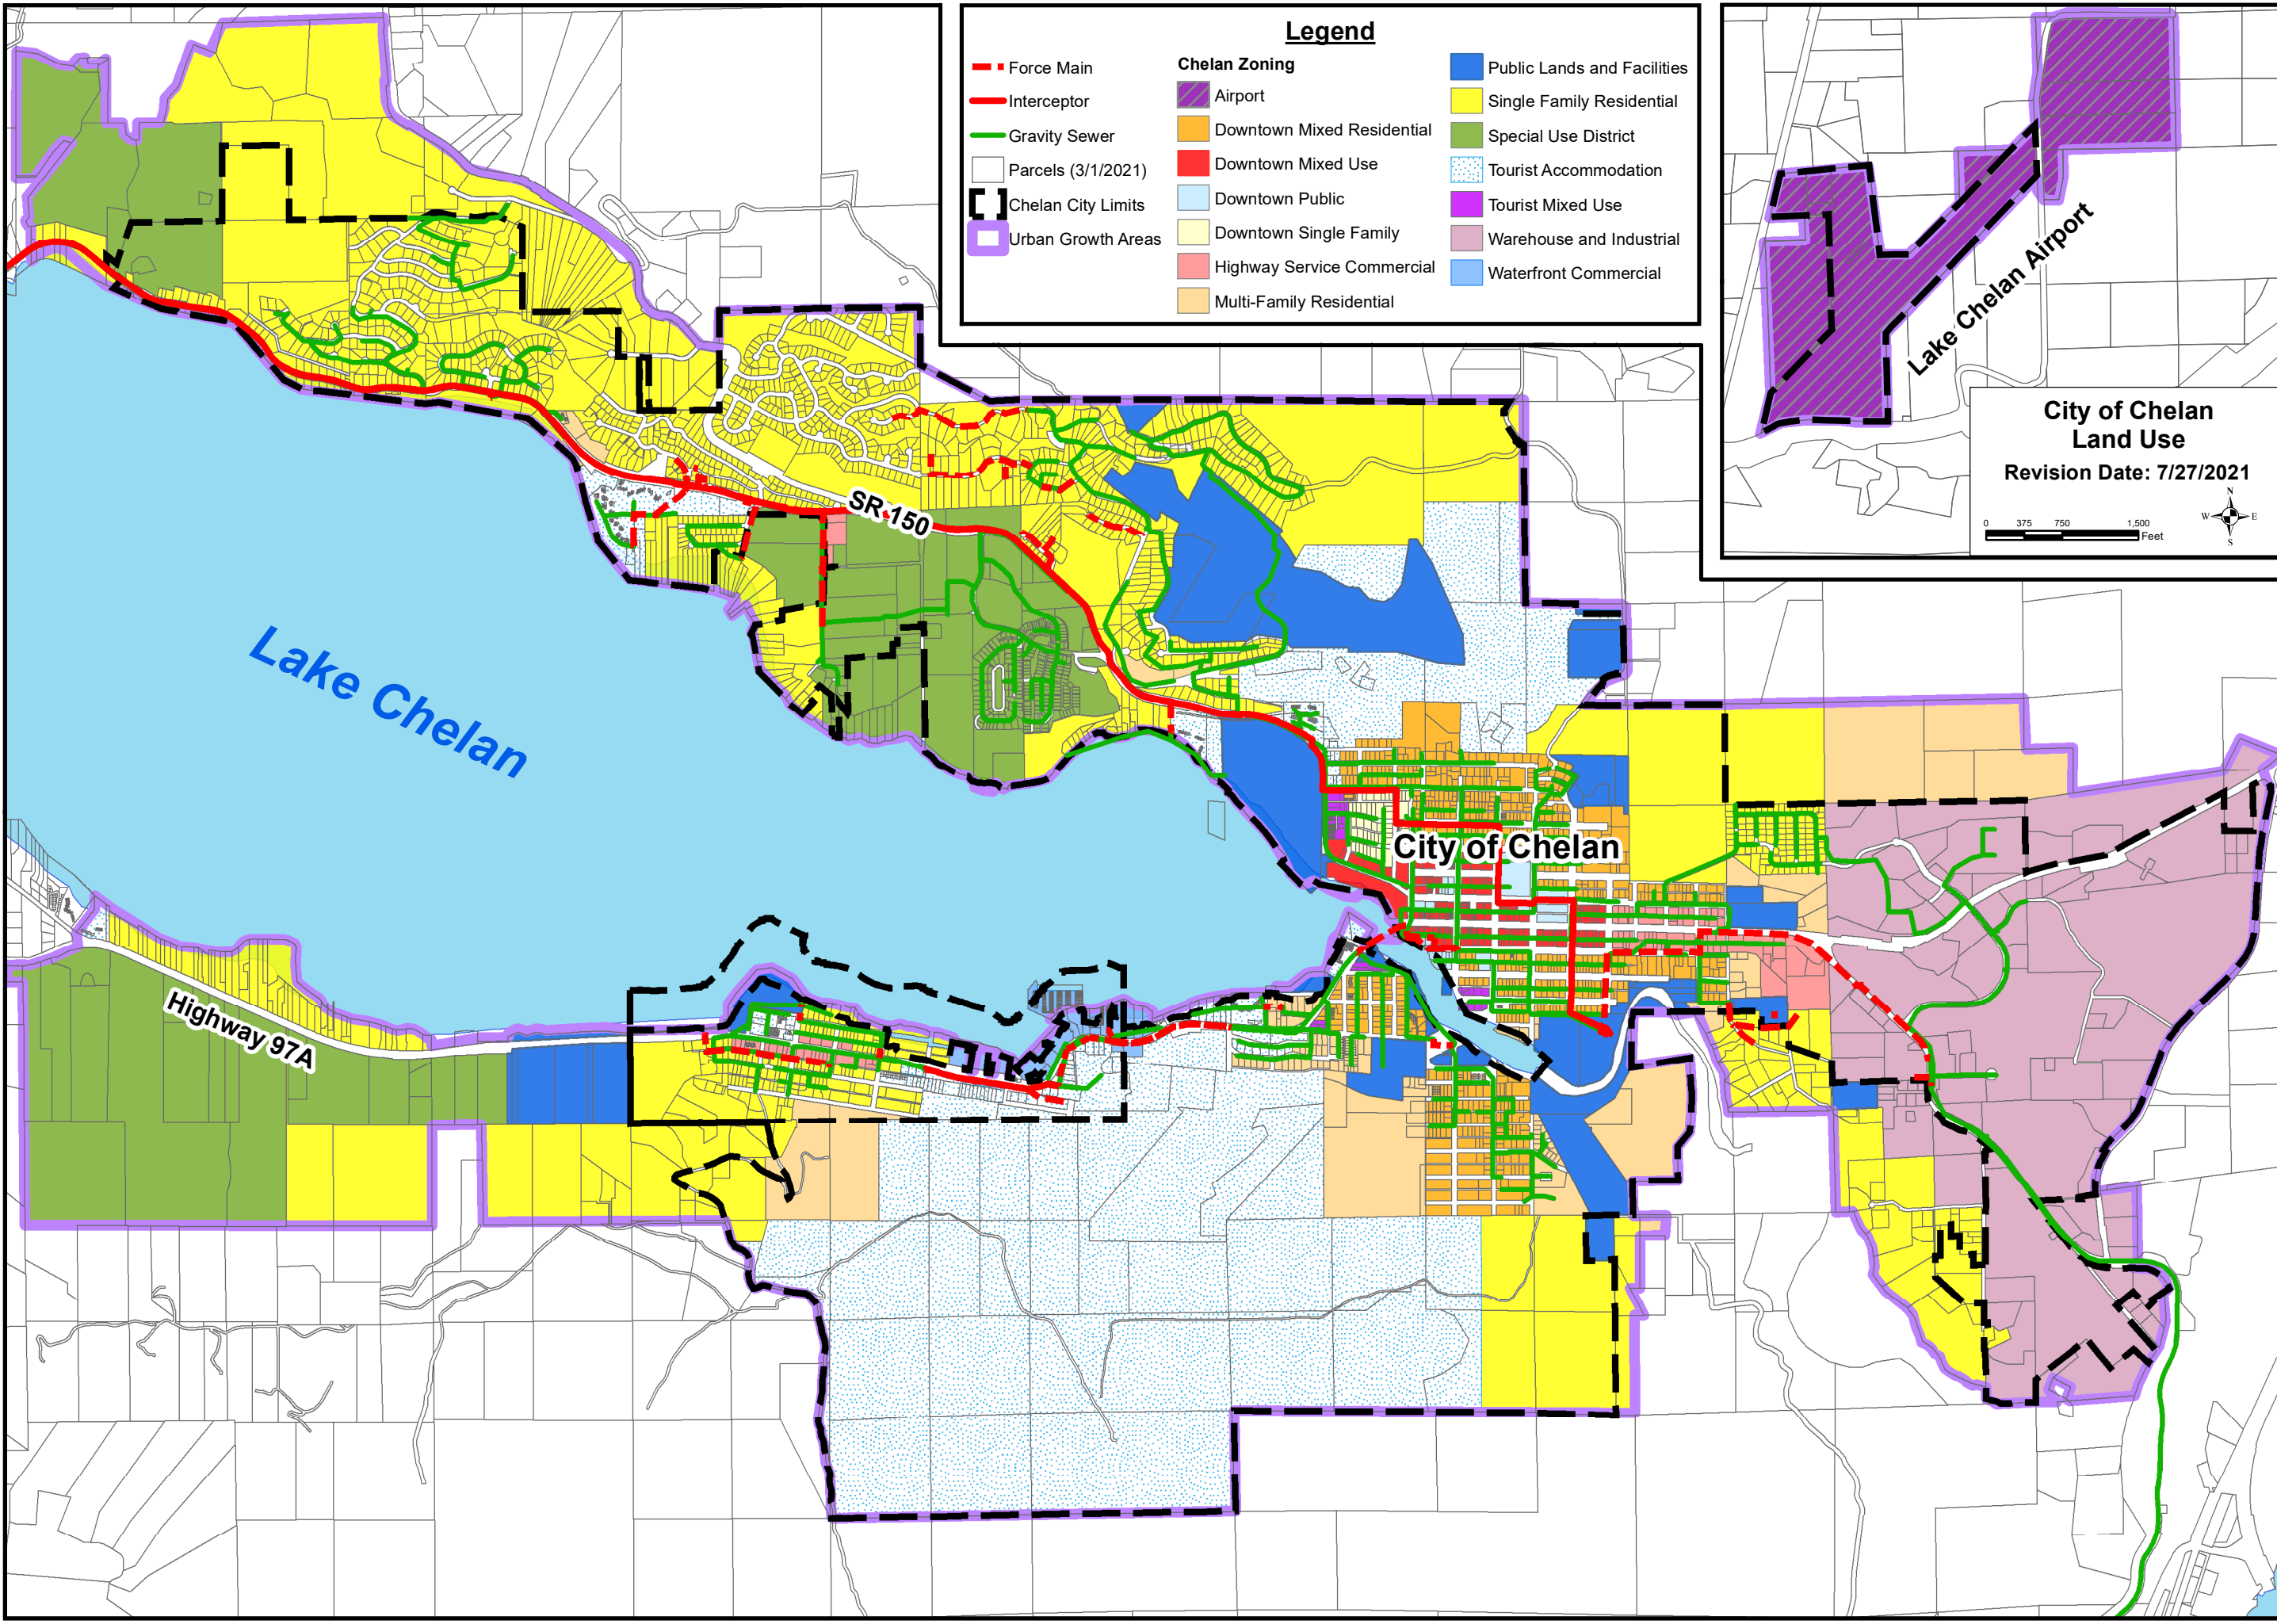 Legend
Force Main
Interceptor
Gravity Sewer
Parcels (3/1/2021)
Chelan City Limits
Urban Growth Areas
Chelan Zoning
Airport
Downtown Mixed Residential
Downtown Mixed Use
Downtown Public
Downtown Single Family
Highway Service Commercial
Multi-Family Residential
Public Lands and Facilities
Single Family Residential
Special Use District
Tourist Accommodation
Tourist Mixed Use
Warehouse and Industrial
Waterfront Commercial
Lake Chelan Airport
City of Chelan
Land Use
Revision Date: 7/27/2021
N
W E
S
0 375 750 1,500
Feet
SR 150
Lake Chelan
City of Chelan
Highway 97A